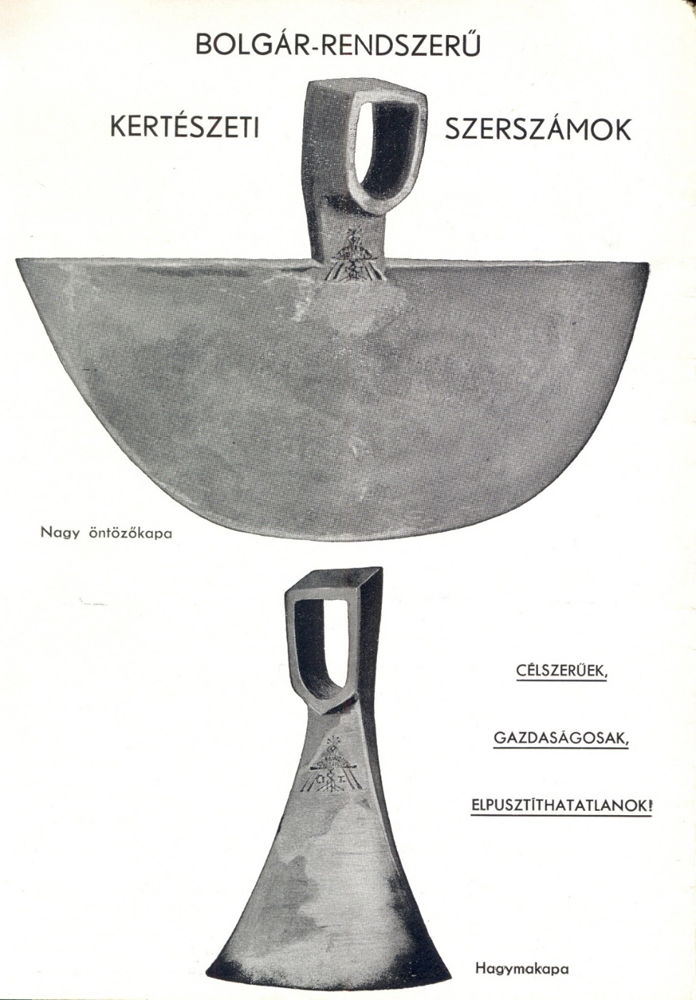 BOLGÁR-RENDSZERŰ
KERTÉSZETI SZERSZÁMOK
Nagy öntözőkapa
CÉLSZERŰEK,
GAZDASÁGOSAK,
ELPUSZTÍTHATATLANOK!
Hagymakapa